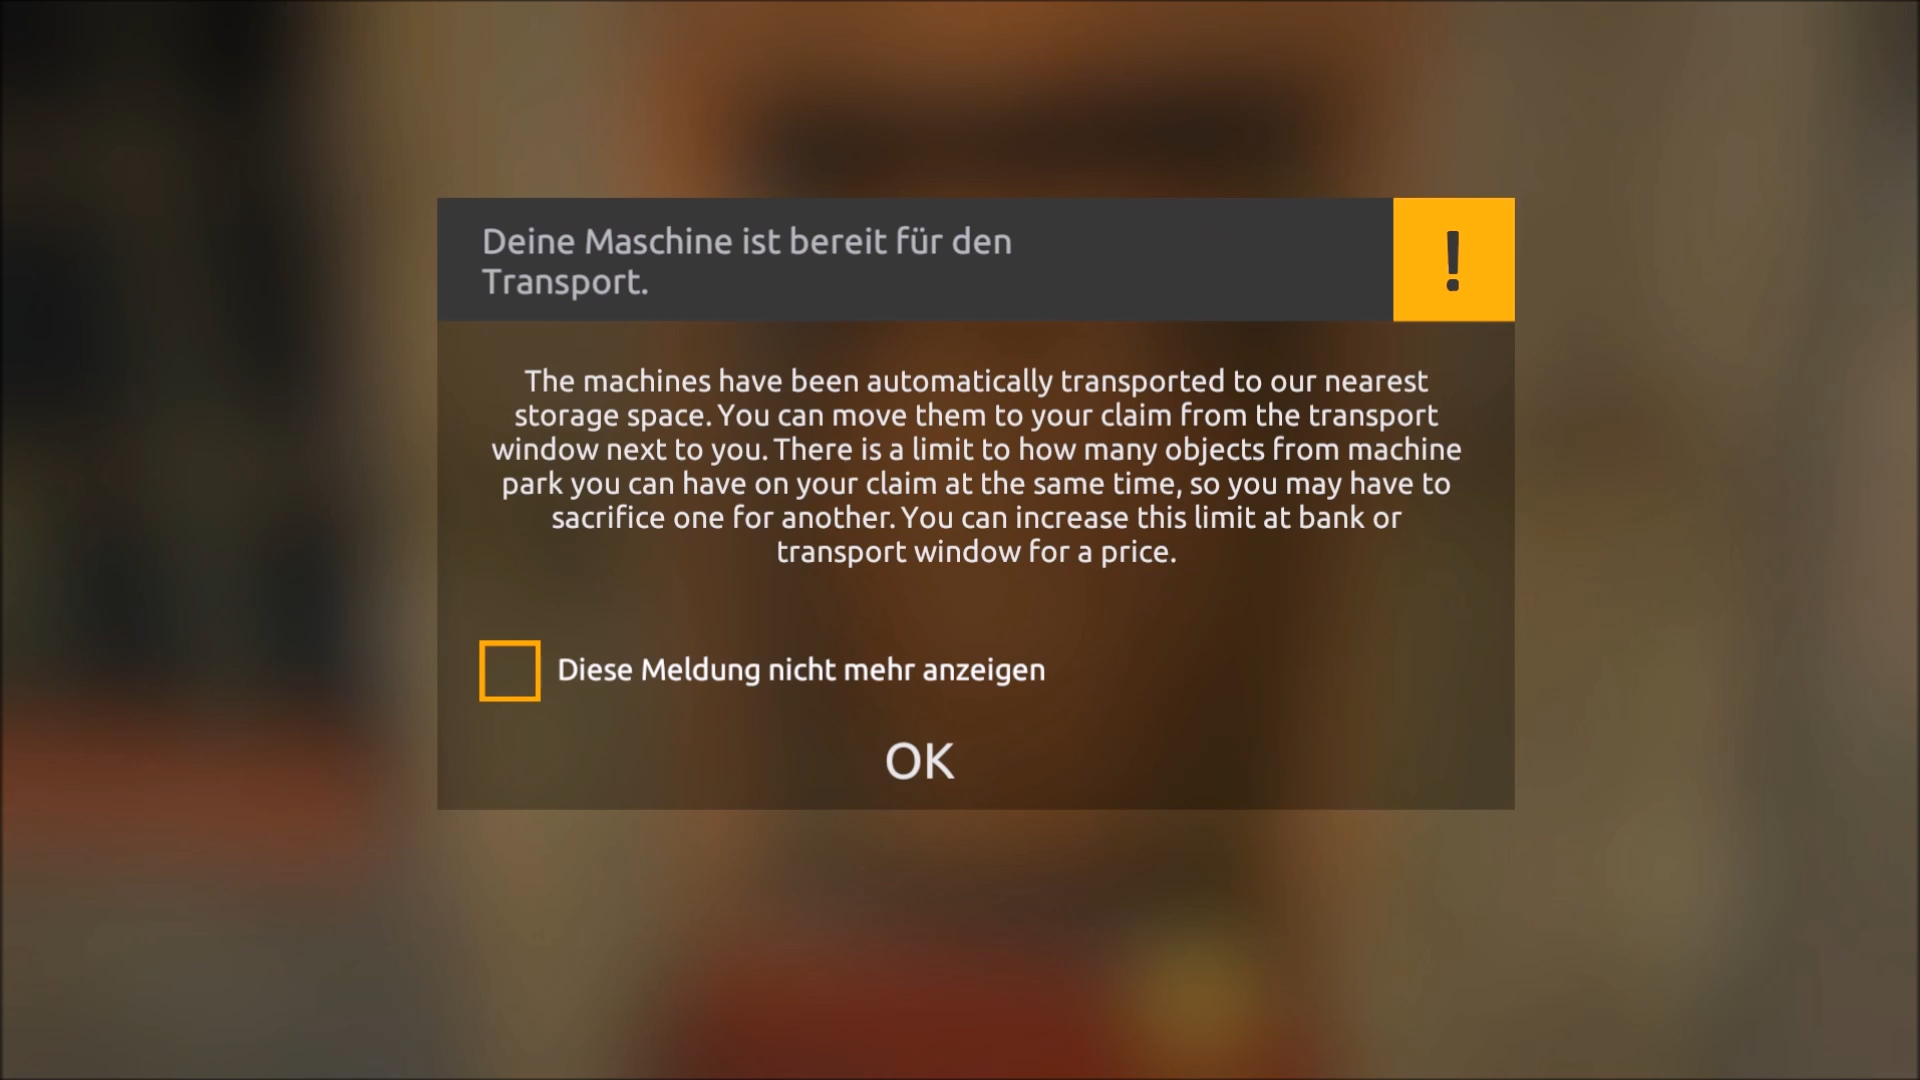 Deine Maschine ist bereit für den
Transport.
!
The machines have been automatically transported to our nearest
storage space. You can move them to your claim from the transport
window next to you. There is a limit to how many objects from machine
park you can have on your claim at the same time, so you may have to
sacrifice one for another. You can increase this limit at bank or
transport window for a price.
Diese Meldung nicht mehr anzeigen
OK